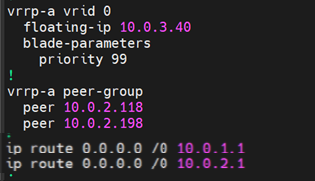 vrrp-a vrid 0
floating-ip 10.0.3.40
blade-parameters
priority 99
!
vrrp-a peer-group
peer 10.0.2.118
peer 10.0.2.198
ip route 0.0.0.0 /0 10.0.1.1
ip route 0.0.0.0 /0 10.0.2.1